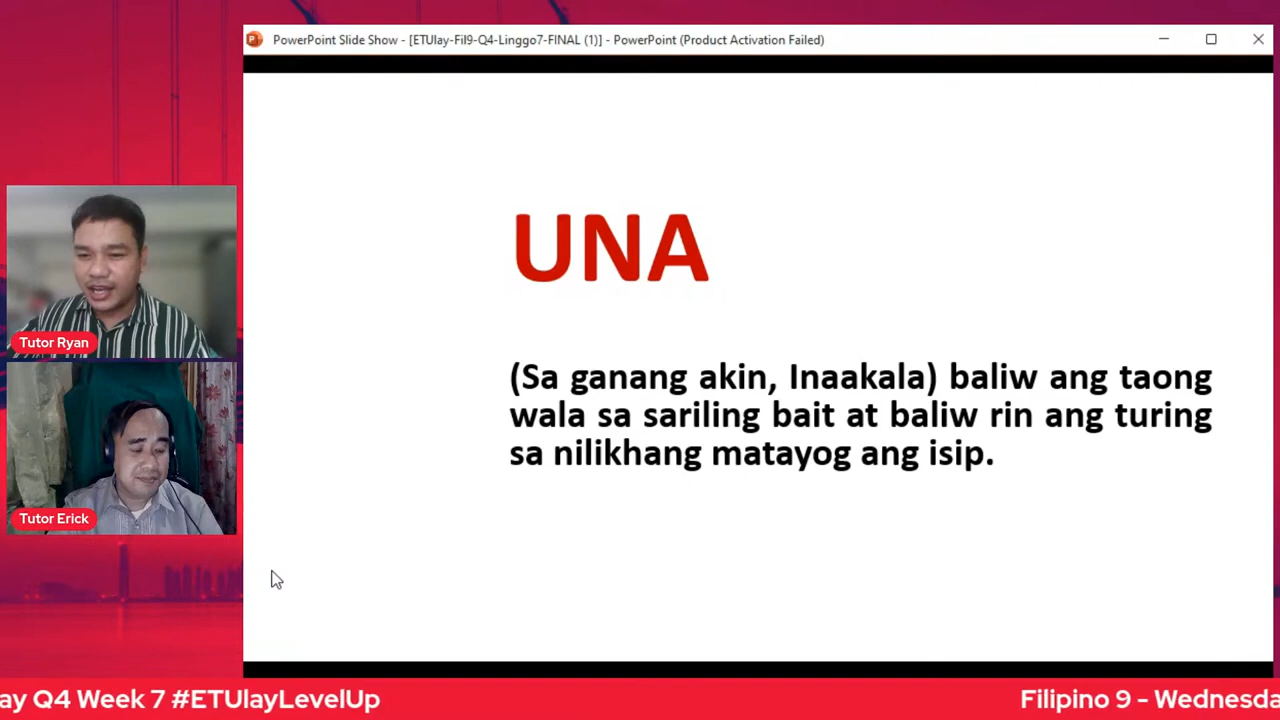 PowerPoint Slide Show - [ETUlay-Fil9-Q4-Linggo7-FINAL (1)] - PowerPoint (Product Activation Failed)
UNA
(Sa ganang akin, Inaakala) baliw ang taong
wala sa sariling bait at baliw rin ang turing
sa nilikhang matayog ang isip.
Tutor Ryan
Tutor Erick
ay Q4 Week 7 #ETUlayLevelUp
Filipino 9 - Wednesda